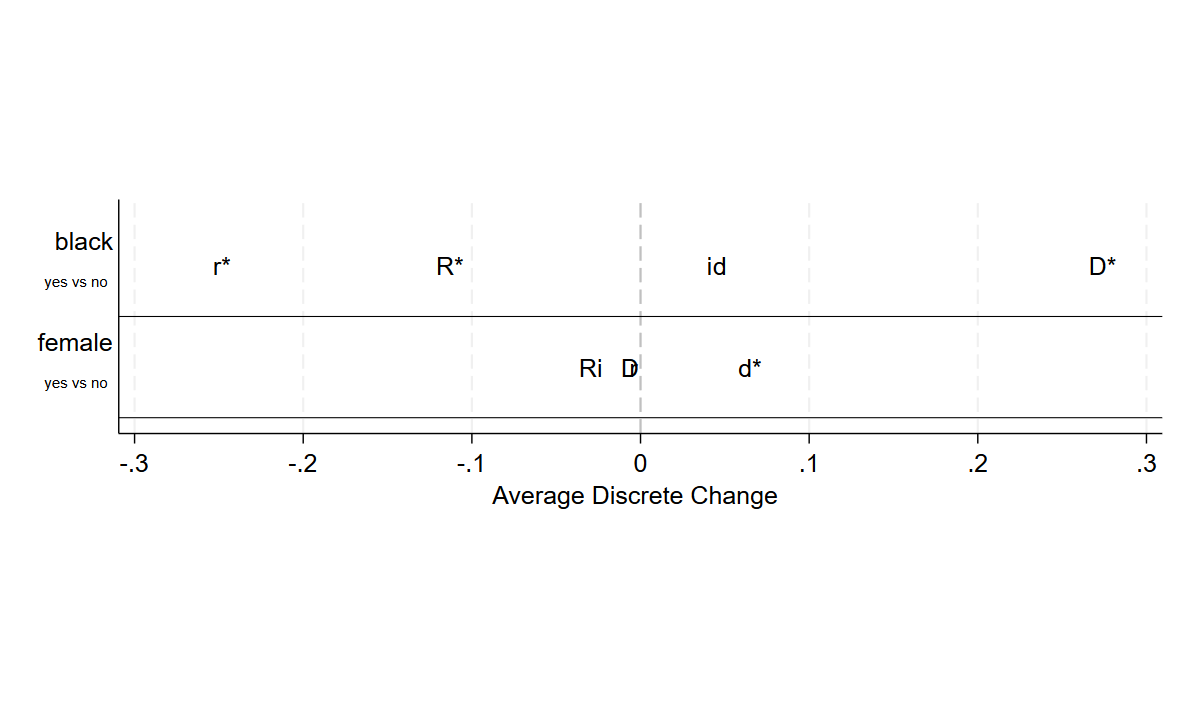 black
r* R* id D*
yes vs no
female
Ri D r d*
yes vs no
-.3 -.2 -.1 0 .1 .2 .3
Average Discrete Change